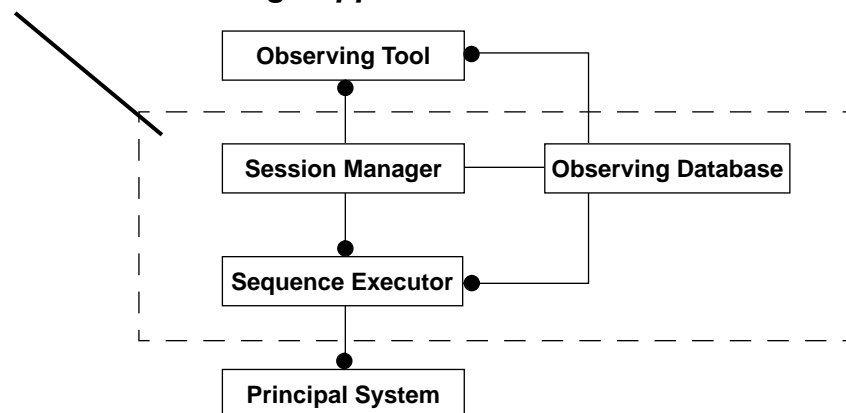 Observing Tool
Session Manager
Observing Database
Sequence Executor
Principal System